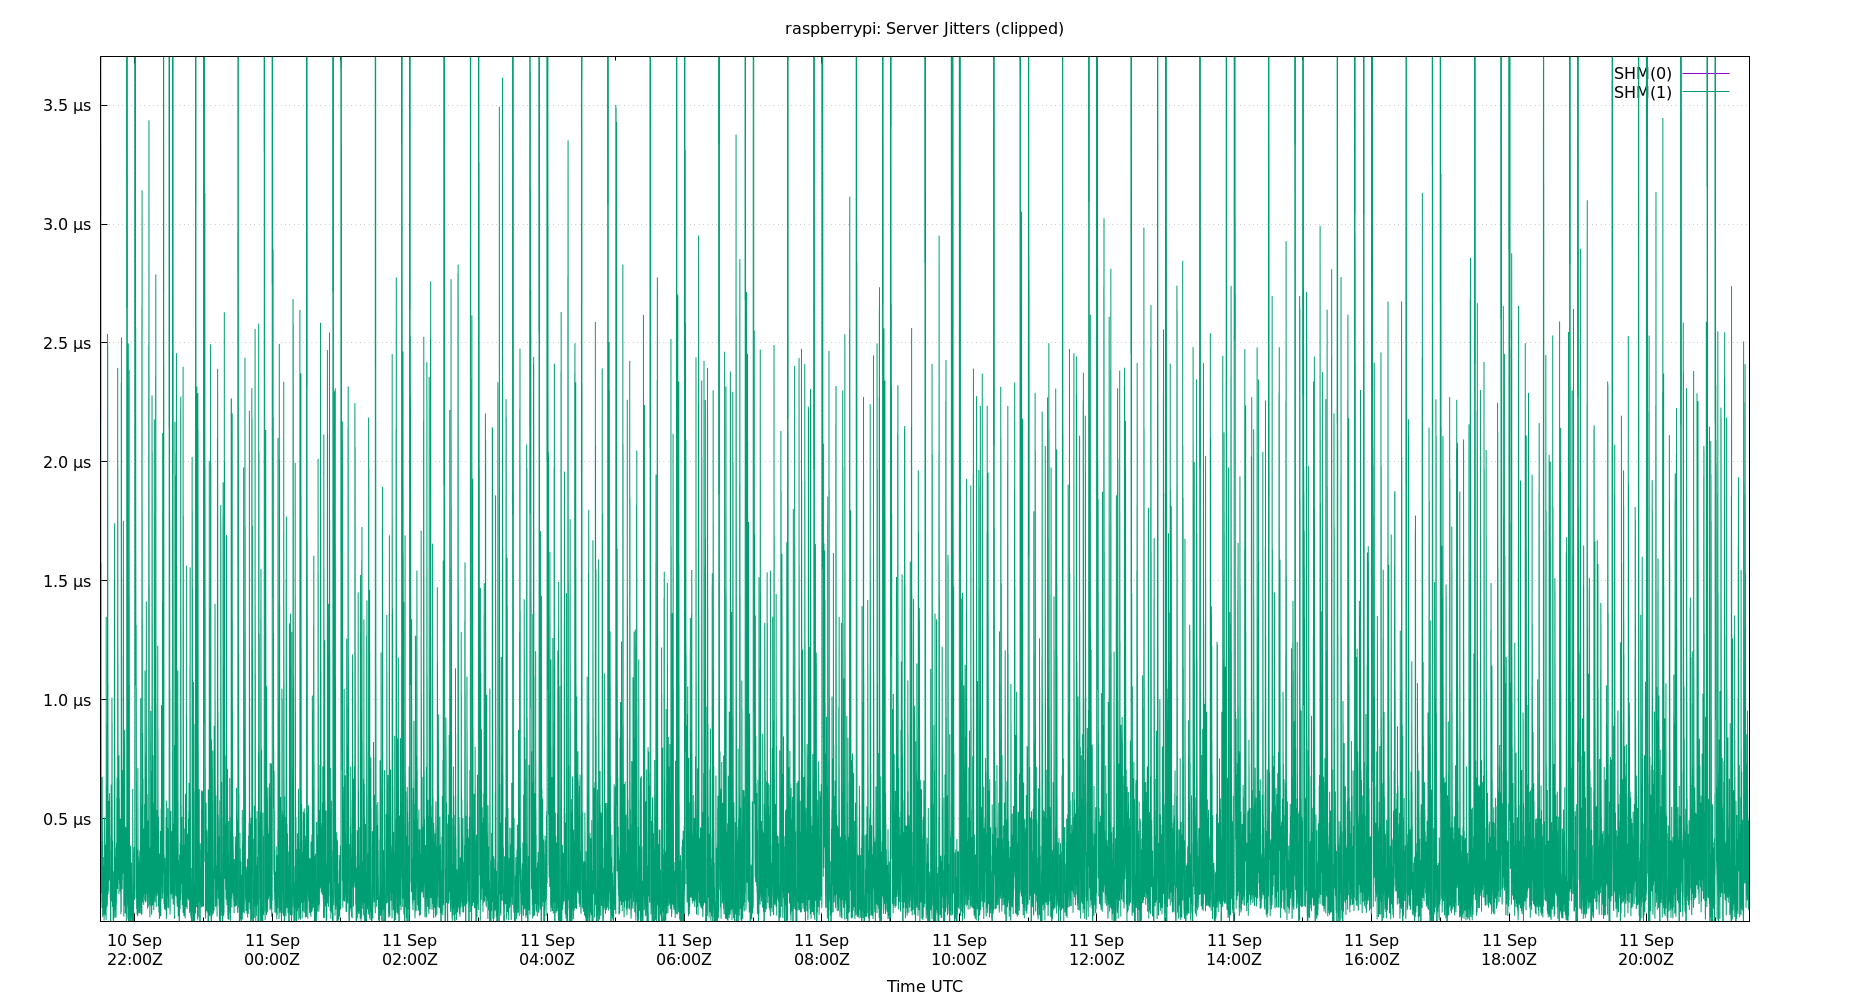 raspberrypi: Server Jitters (clipped)
SHM(0)
SHM(1)
3.5 µs
3.0 µs
2.5 µs
2.0 µs
1.5 µs
1.0 µs
0.5 µs
10 Sep 11 Sep 11 Sep 11 Sep 11 Sep 11 Sep 11 Sep 11 Sep 11 Sep 11 Sep 11 Sep 11 Sep
22:00Z 00:00Z 02:00Z 04:00Z 06:00Z 08:00Z 10:00Z 12:00Z 14:00Z 16:00Z 18:00Z 20:00Z
Time UTC